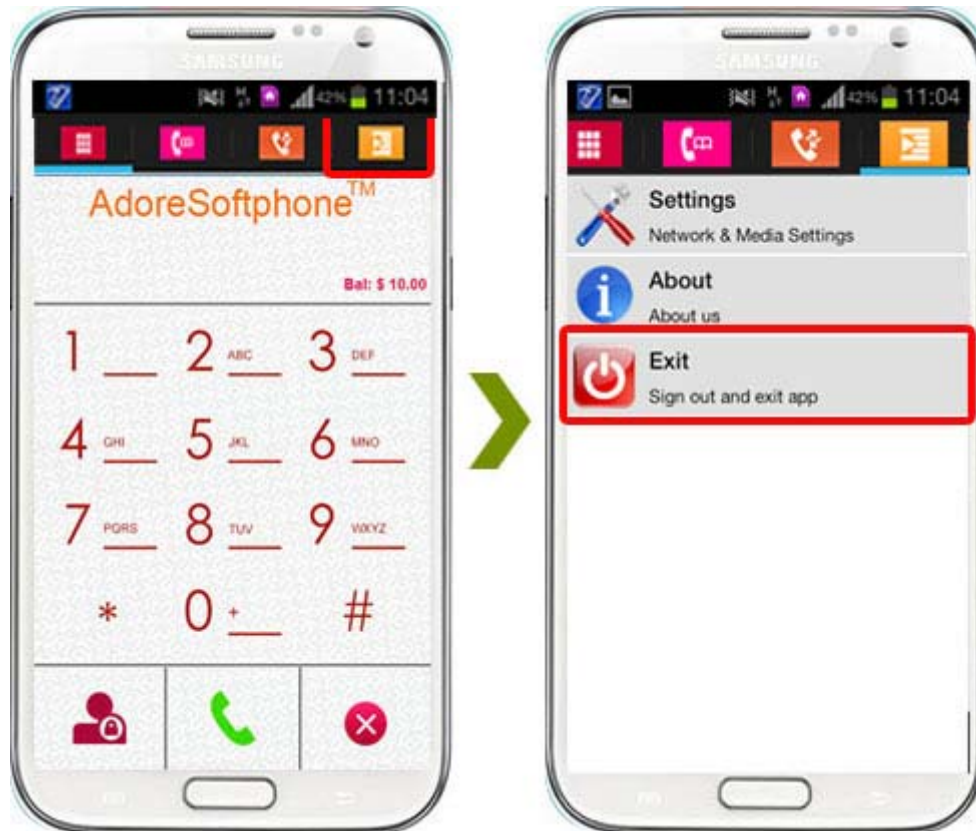 SAMSUNG
42% 11:04
AdoreSoftphone™
Bal: $ 10.00
1 2 ABC 3 DEF
4 GHI 5 JKL 6 MNO
7 PQRS 8 TUV 9 WXYZ
* 0 + #
SAMSUNG
42% 11:04
Settings
Network & Media Settings
About
About us
Exit
Sign out and exit app